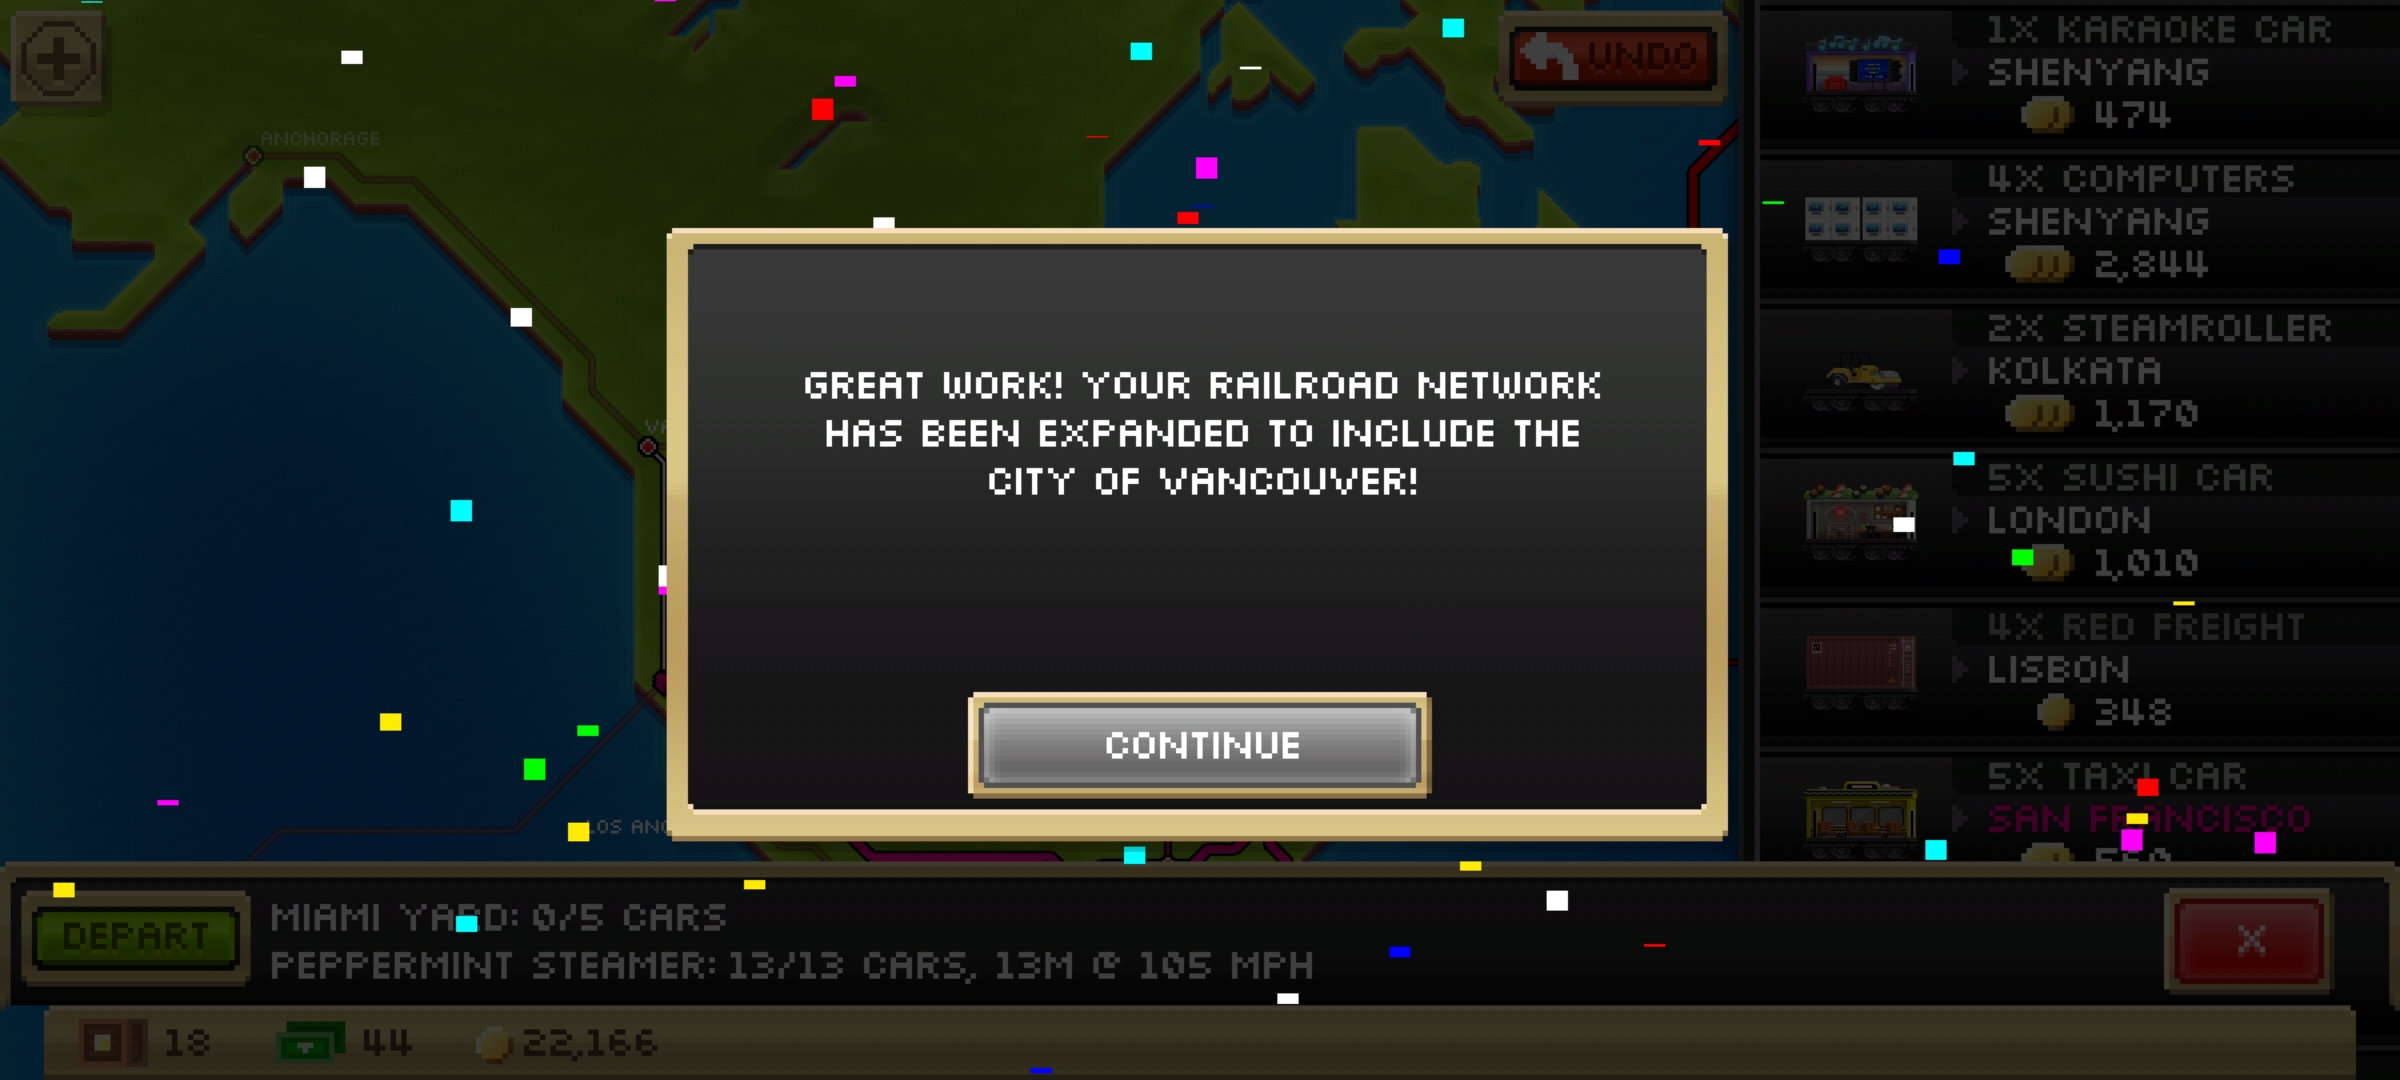 ANCHORAGE
UNDO
1X KARAOKE CAR
SHENYANG
474
4X COMPUTERS
SHENYANG
2,844
2X STEAMROLLER
KOLKATA
1,170
5X SUSHI CAR
LONDON
1,010
4X RED FREIGHT
LISBON
348
5X TAXI CAR
SAN FRANCISCO
550
VA
GREAT WORK! YOUR RAILROAD NETWORK
HAS BEEN EXPANDED TO INCLUDE THE
CITY OF VANCOUVER!
CONTINUE
LOS ANG
DEPART
MIAMI YARD: 0/5 CARS
PEPPERMINT STEAMER: 13/13 CARS, 13M @ 105 MPH
X
18
44
22,166